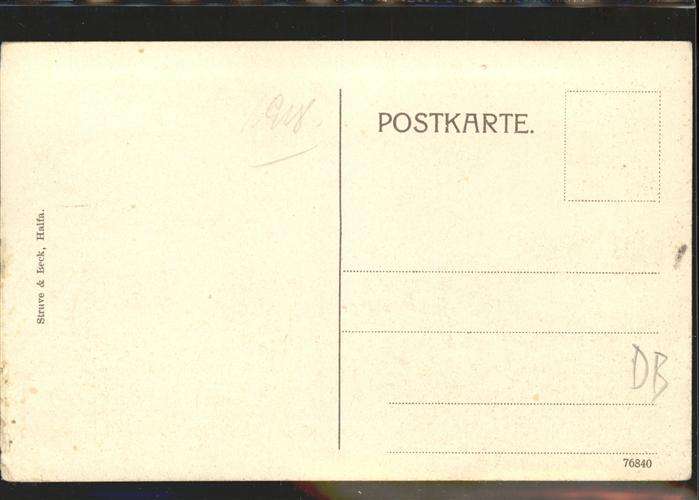 POSTKARTE.
Struve & Beck, Haifa.
DB
76840